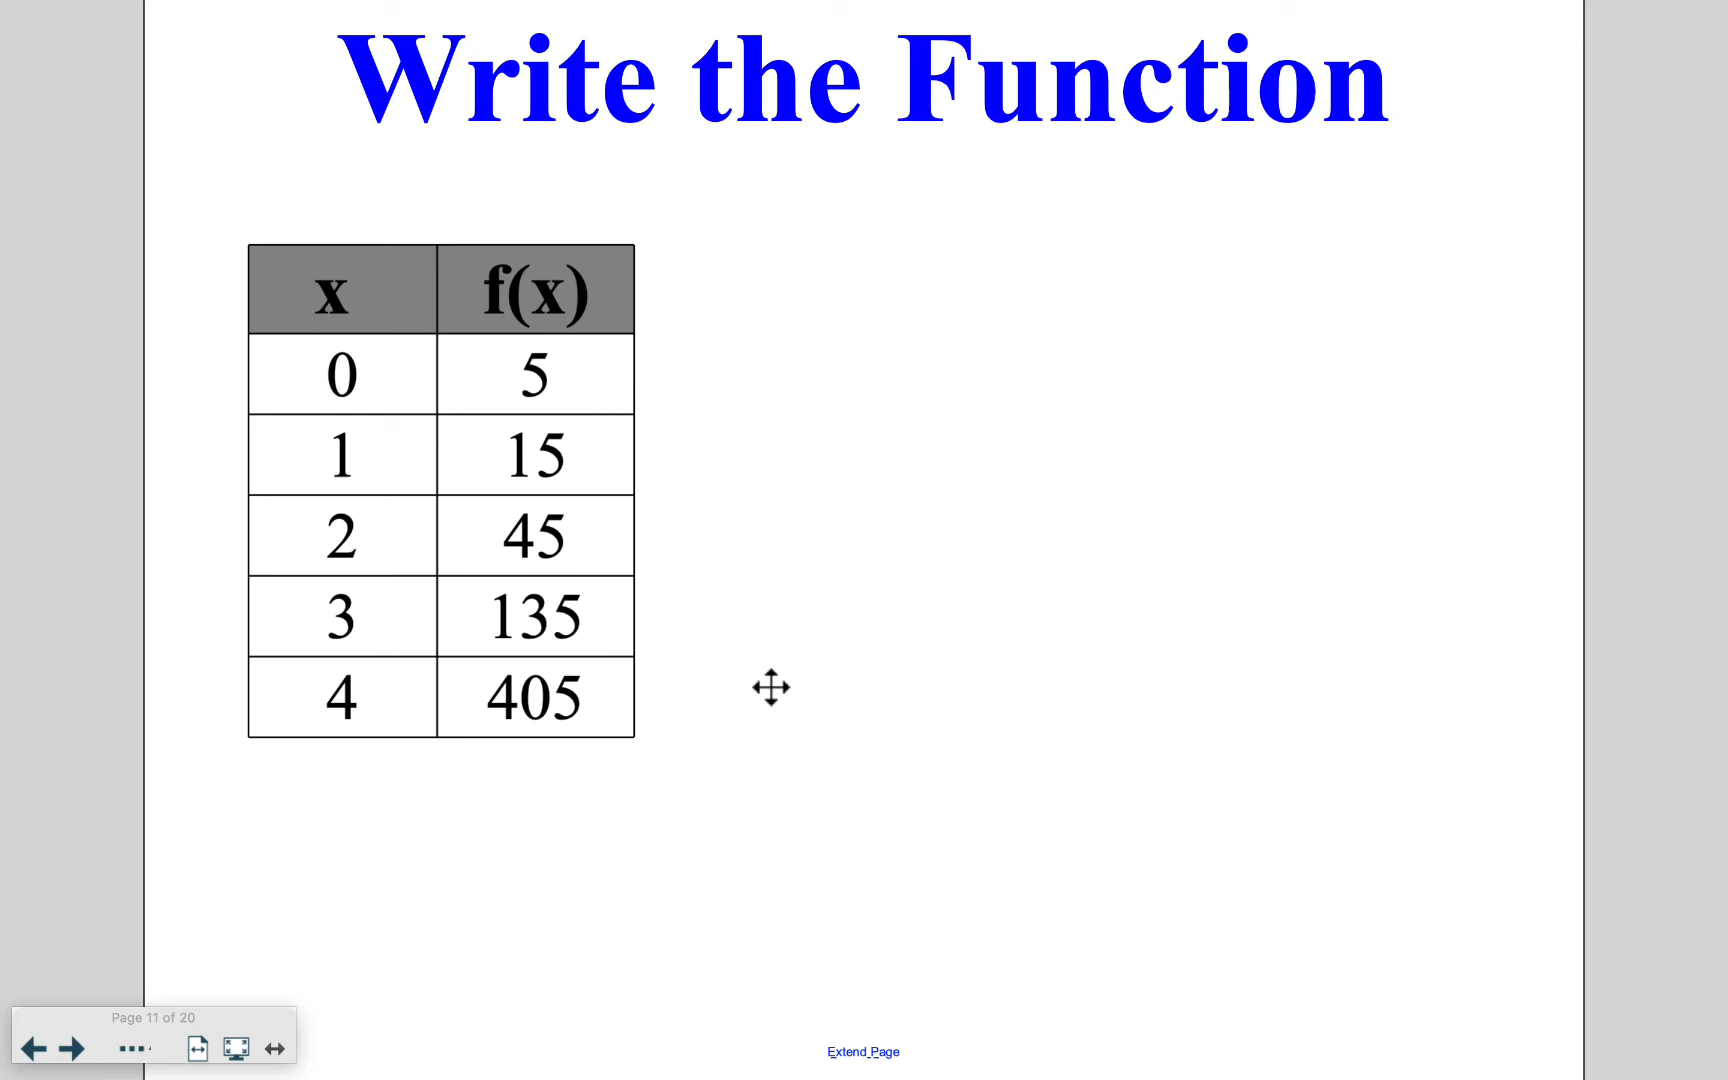 Write the Function
x f(x)
0 5
1 15
2 45
3 135
4 405
Page 11 of 20
Extend Page